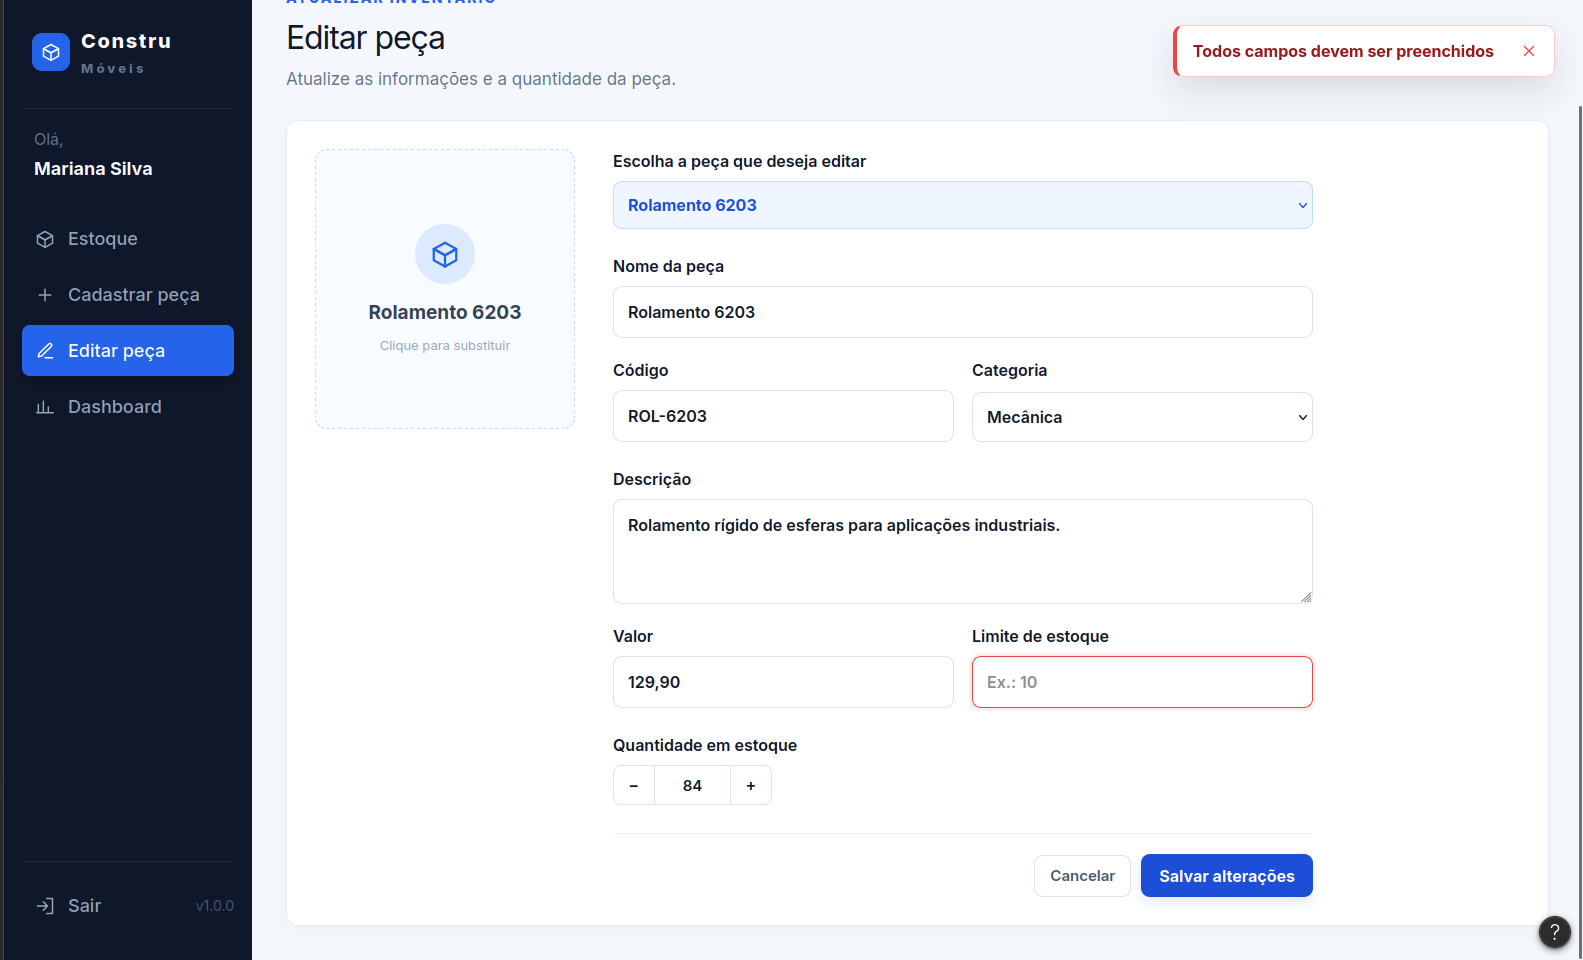 Constru
Móveis
Olá,
Mariana Silva
Estoque
Cadastrar peça
Editar peça
Dashboard
Sair
v1.0.0
ATUALIZAR INVENTÁRIO
Editar peça
Atualize as informações e a quantidade da peça.
Todos campos devem ser preenchidos
Rolamento 6203
Clique para substituir
Escolha a peça que deseja editar
Rolamento 6203
Nome da peça
Rolamento 6203
Código
Categoria
ROL-6203
Mecânica
Descrição
Rolamento rígido de esferas para aplicações industriais.
Valor
Limite de estoque
129,90
Ex.: 10
Quantidade em estoque
− 84 +
Cancelar
Salvar alterações
?